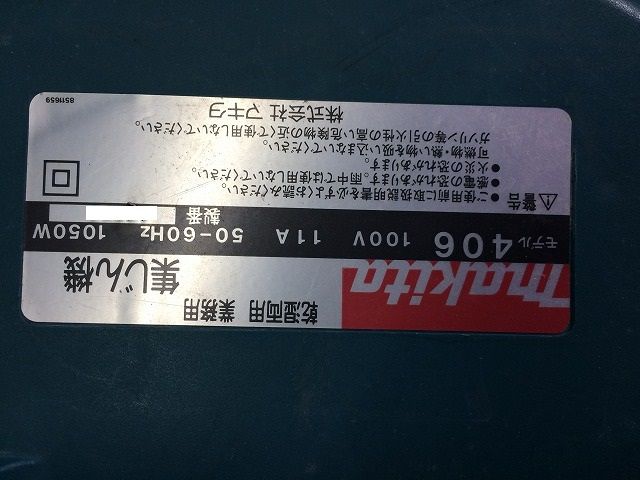 makita
乾湿両用 業務用
集じん機
モデル 406 100V 11A 50-60Hz 1050W
製番
警告
●ご使用前に取扱説明書を必ずよくお読みください。
●感電の恐れがあります。雨中では使用しないでください。
●火災の恐れがあります。
可燃物・熱い物を吸い込まないでください。
ガソリン等の引火性の高い危険物の近くで使用しないでください。
株式会社 マキタ
8511659